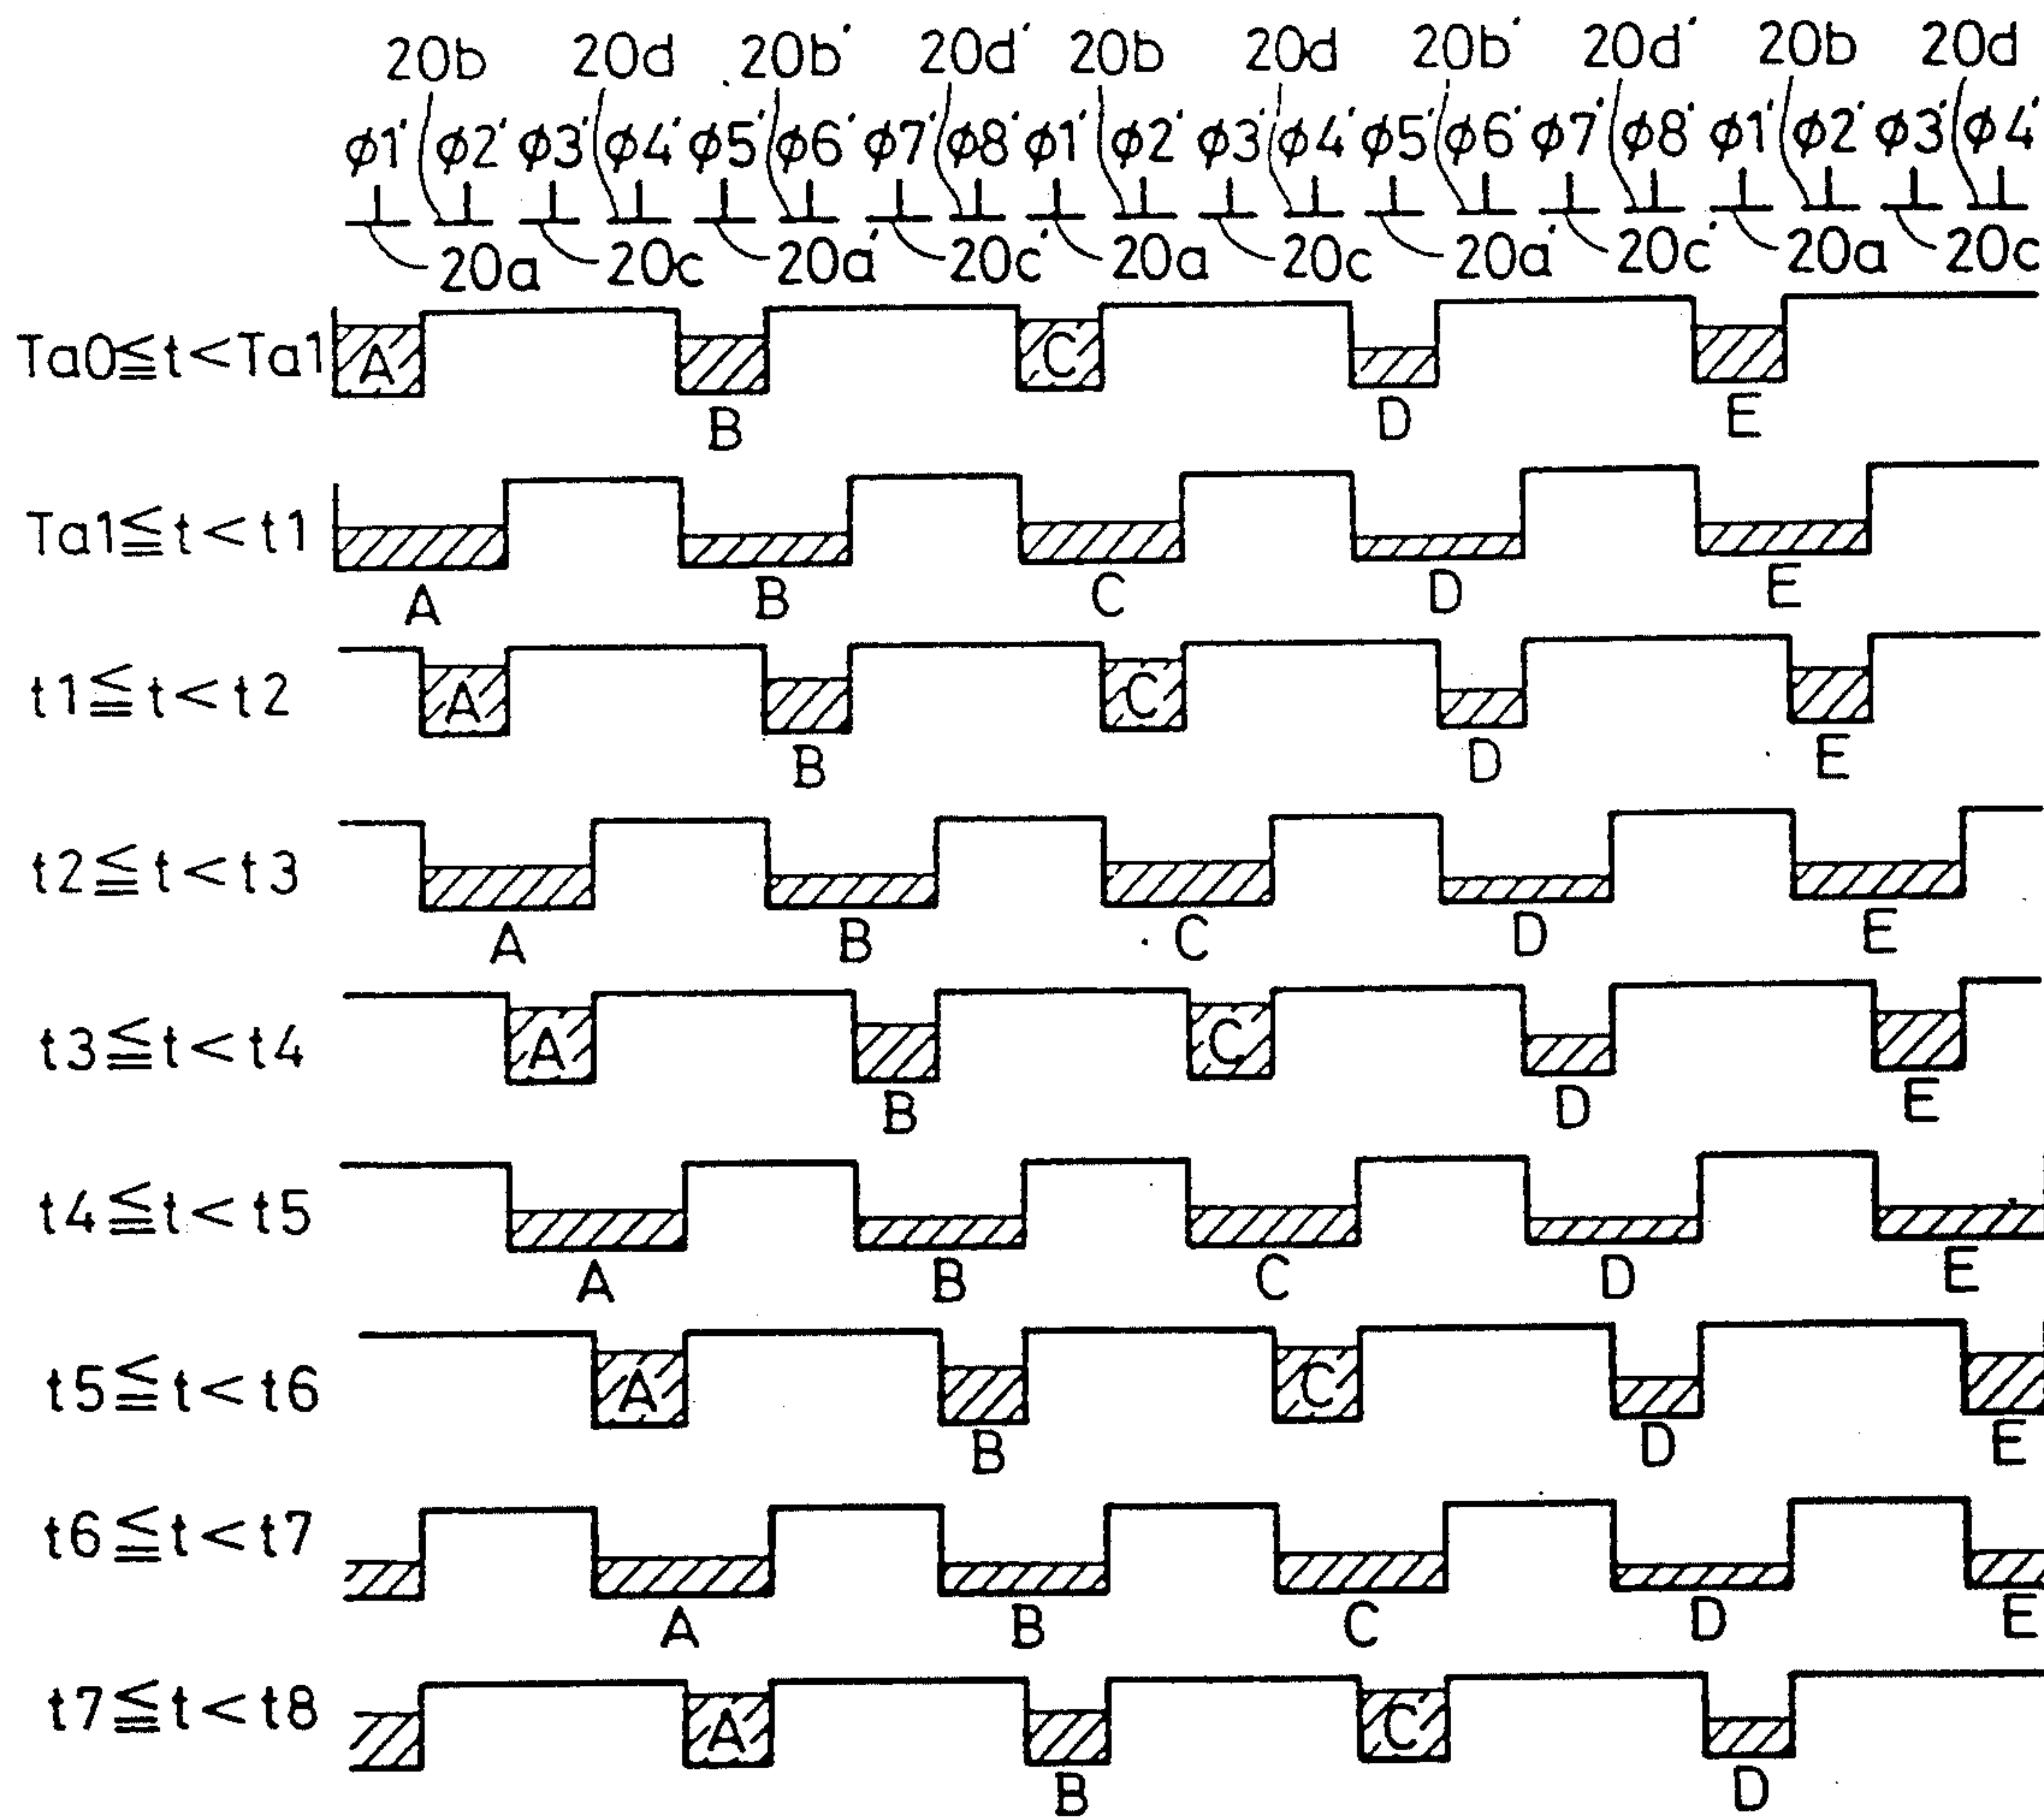 20b 20d 20b' 20d' 20b 20d 20b' 20d' 20b 20d
ϕ1' ϕ2' ϕ3' ϕ4' ϕ5' ϕ6' ϕ7' ϕ8' ϕ1' ϕ2' ϕ3' ϕ4' ϕ5' ϕ6' ϕ7' ϕ8' ϕ1' ϕ2' ϕ3' ϕ4'
20a 20c 20a' 20c' 20a 20c 20a' 20c' 20a 20c
Ta0≦t<Ta1 A C
B D E
Ta1≦t<t1
A B C D E
t1≦t<t2 A C
B D E
t2≦t<t3
A B C D E
t3≦t<t4 A C
B D E
t4≦t<t5
A B C D E
t5≦t<t6 A C
B D E
t6≦t<t7
A B C D E
t7≦t<t8 A C
B D